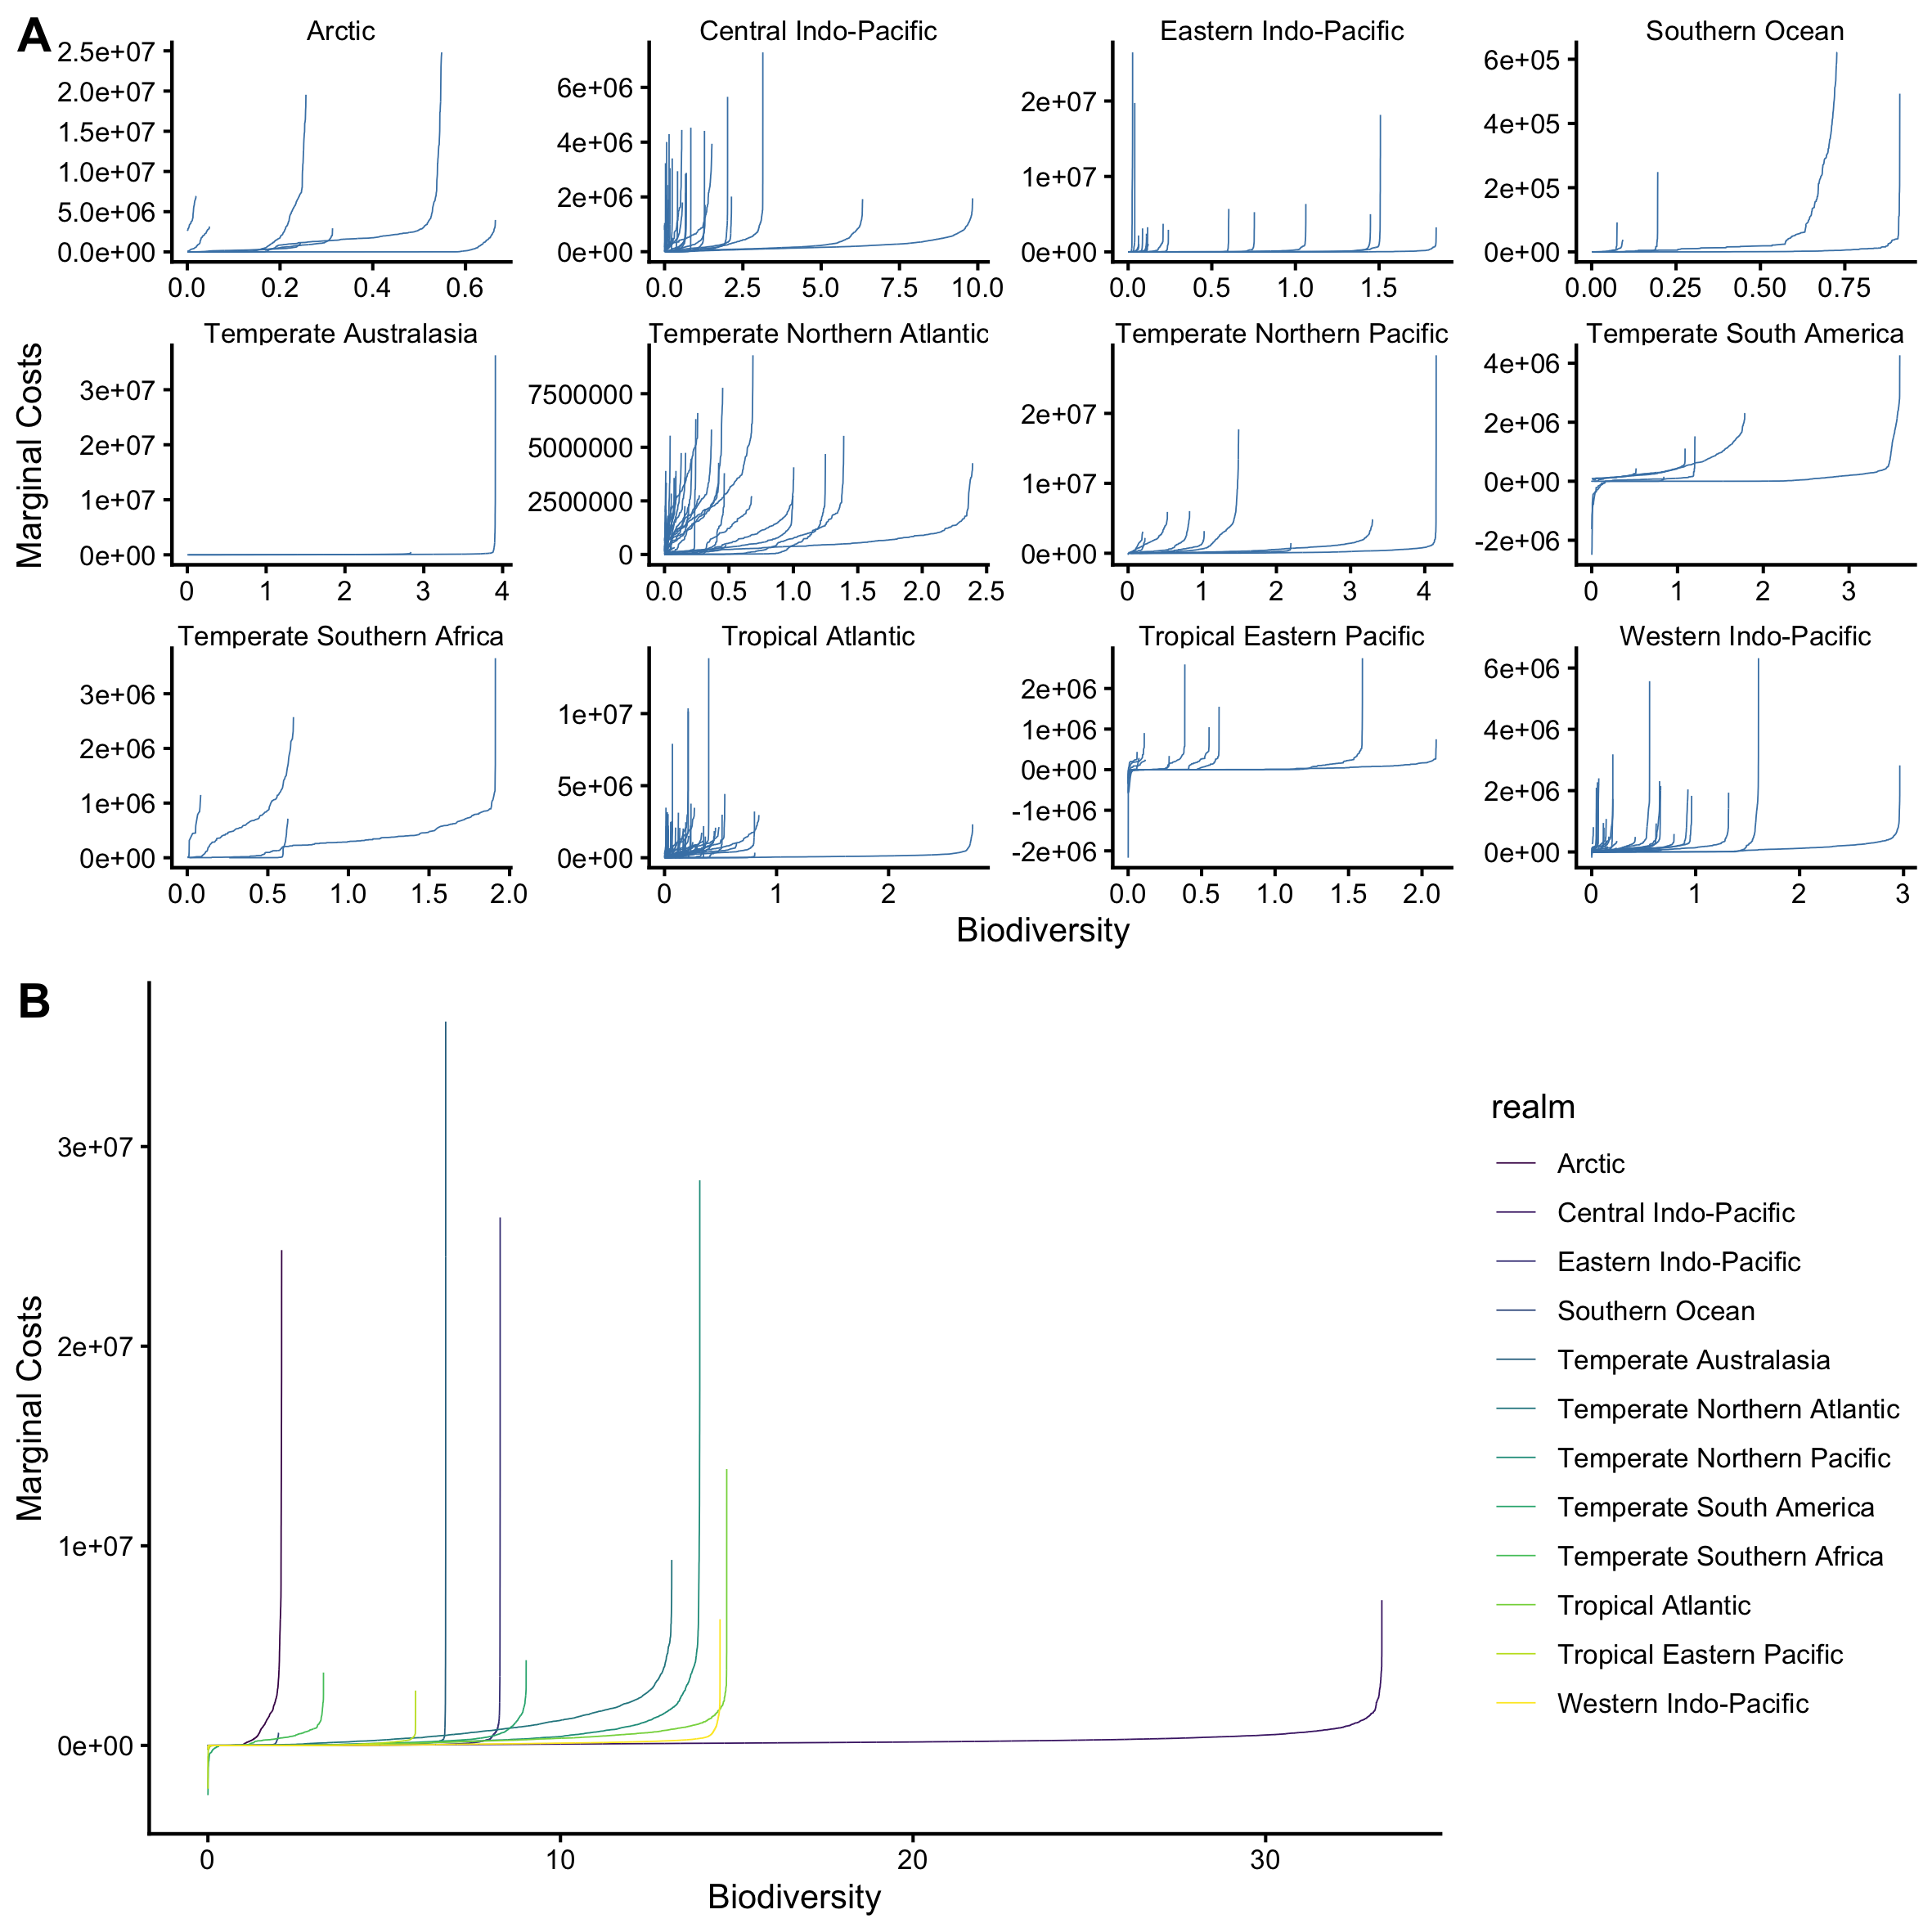 A
Arctic
Central Indo-Pacific
Eastern Indo-Pacific
Southern Ocean
2.5e+07
2.0e+07
1.5e+07
1.0e+07
5.0e+06
0.0e+00
0.0 0.2 0.4 0.6
6e+06
4e+06
2e+06
0e+00
0.0 2.5 5.0 7.5 10.0
2e+07
1e+07
0e+00
0.0 0.5 1.0 1.5
6e+05
4e+05
2e+05
0e+00
0.00 0.25 0.50 0.75
Marginal Costs
Temperate Australasia
Temperate Northern Atlantic
Temperate Northern Pacific
Temperate South America
3e+07
2e+07
1e+07
0e+00
0 1 2 3 4
7500000
5000000
2500000
0
0.0 0.5 1.0 1.5 2.0 2.5
2e+07
1e+07
0e+00
0 1 2 3 4
4e+06
2e+06
0e+00
-2e+06
0 1 2 3
Temperate Southern Africa
Tropical Atlantic
Tropical Eastern Pacific
Western Indo-Pacific
3e+06
2e+06
1e+06
0e+00
0.0 0.5 1.0 1.5 2.0
1e+07
5e+06
0e+00
0 1 2
2e+06
1e+06
0e+00
-1e+06
-2e+06
0.0 0.5 1.0 1.5 2.0
6e+06
4e+06
2e+06
0e+00
0 1 2 3
Biodiversity
B
Marginal Costs
3e+07
2e+07
1e+07
0e+00
0 10 20 30
Biodiversity
realm
Arctic
Central Indo-Pacific
Eastern Indo-Pacific
Southern Ocean
Temperate Australasia
Temperate Northern Atlantic
Temperate Northern Pacific
Temperate South America
Temperate Southern Africa
Tropical Atlantic
Tropical Eastern Pacific
Western Indo-Pacific